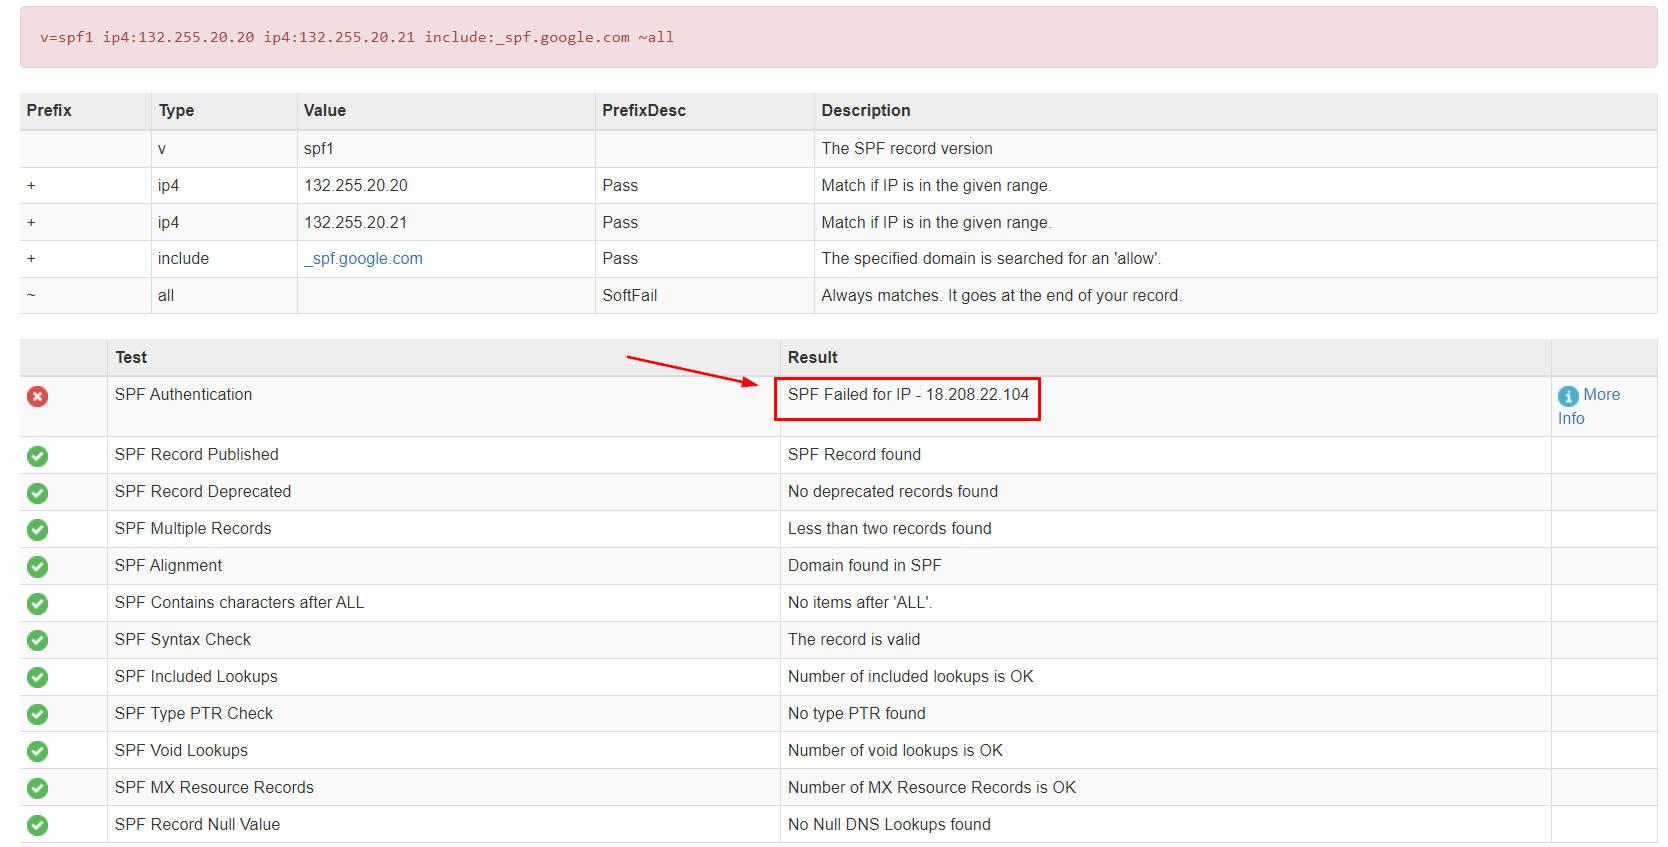 v=spf1 ip4:132.255.20.20 ip4:132.255.20.21 include:_spf.google.com ~all
Prefix Type Value PrefixDesc Description
v spf1 The SPF record version
+ ip4 132.255.20.20 Pass Match if IP is in the given range.
+ ip4 132.255.20.21 Pass Match if IP is in the given range.
+ include _spf.google.com Pass The specified domain is searched for an 'allow'.
~ all SoftFail Always matches. It goes at the end of your record.
Test Result
SPF Authentication SPF Failed for IP - 18.208.22.104 More
Info
SPF Record Published SPF Record found
SPF Record Deprecated No deprecated records found
SPF Multiple Records Less than two records found
SPF Alignment Domain found in SPF
SPF Contains characters after ALL No items after 'ALL'.
SPF Syntax Check The record is valid
SPF Included Lookups Number of included lookups is OK
SPF Type PTR Check No type PTR found
SPF Void Lookups Number of void lookups is OK
SPF MX Resource Records Number of MX Resource Records is OK
SPF Record Null Value No Null DNS Lookups found